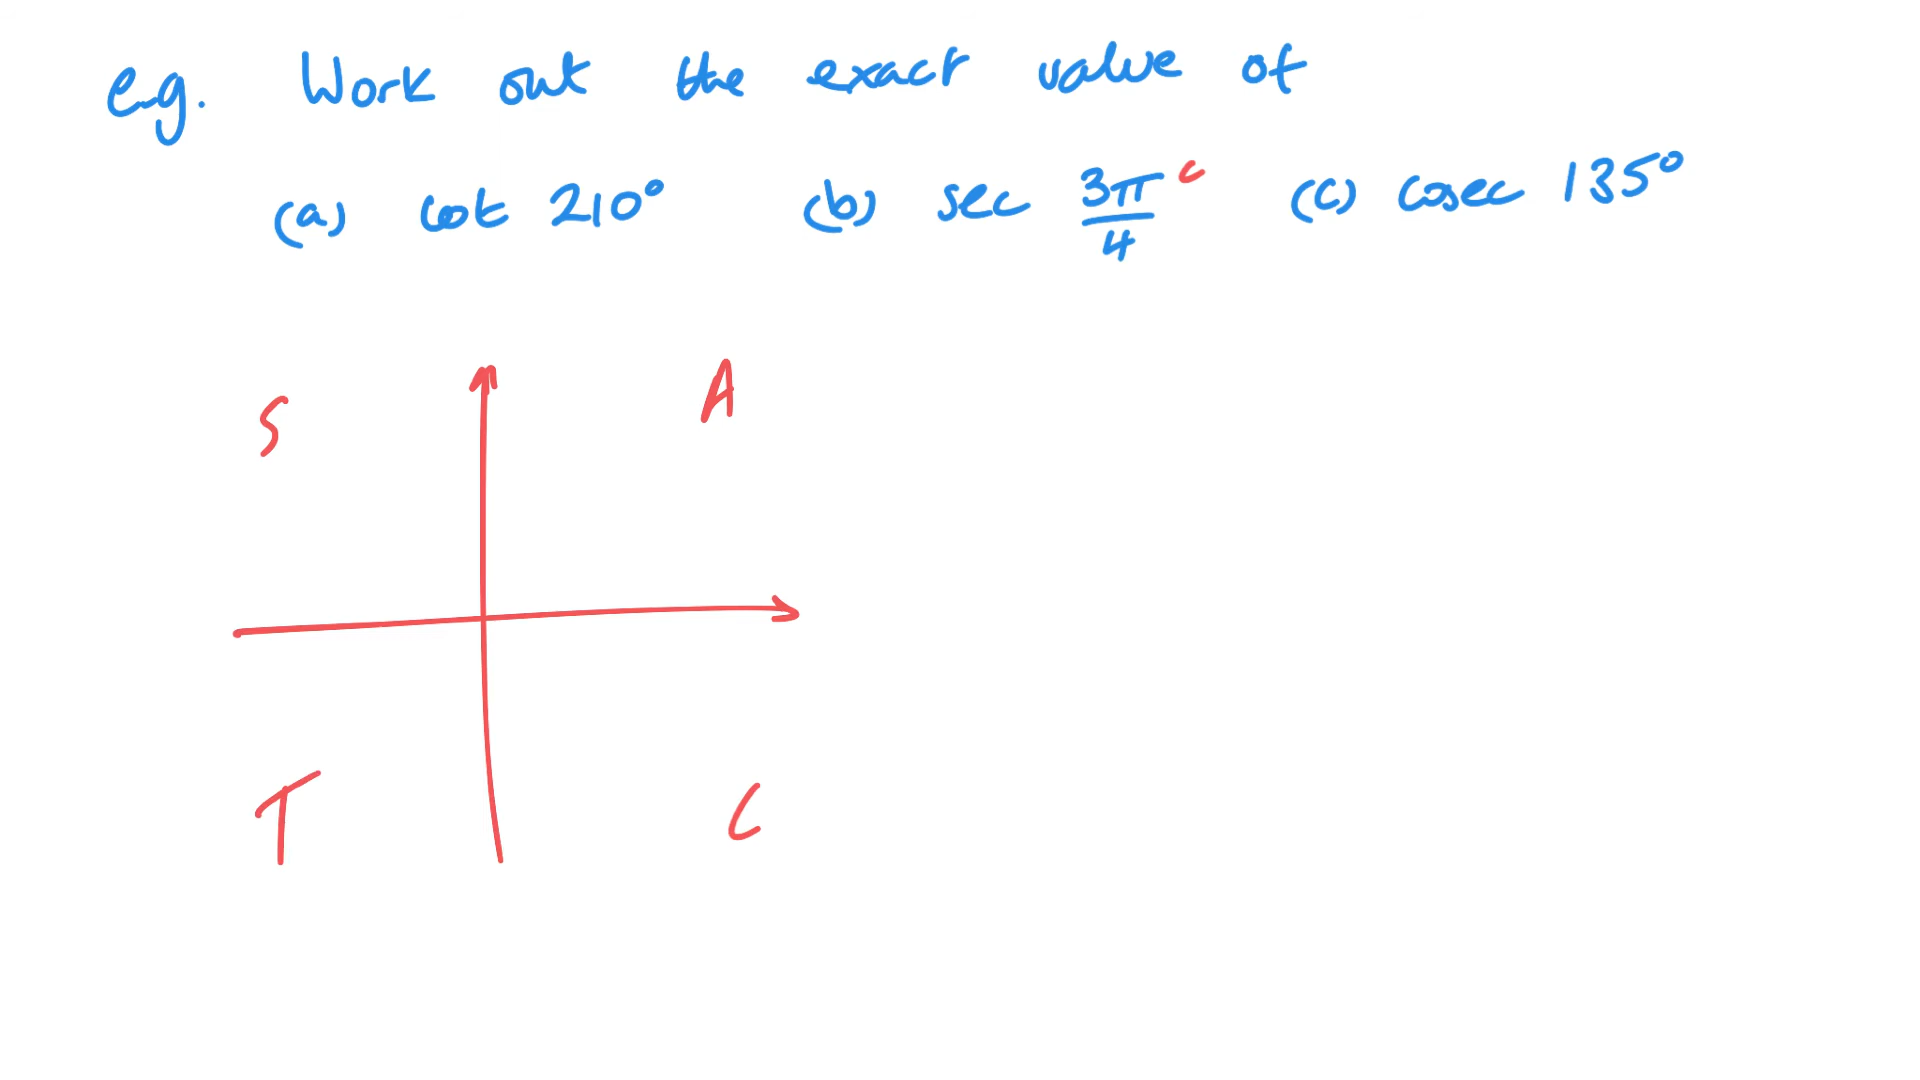 e.g. Work out the exact value of
(a) cot 210° (b) sec 3π/4 ᶜ (c) cosec 135°
S A
T C